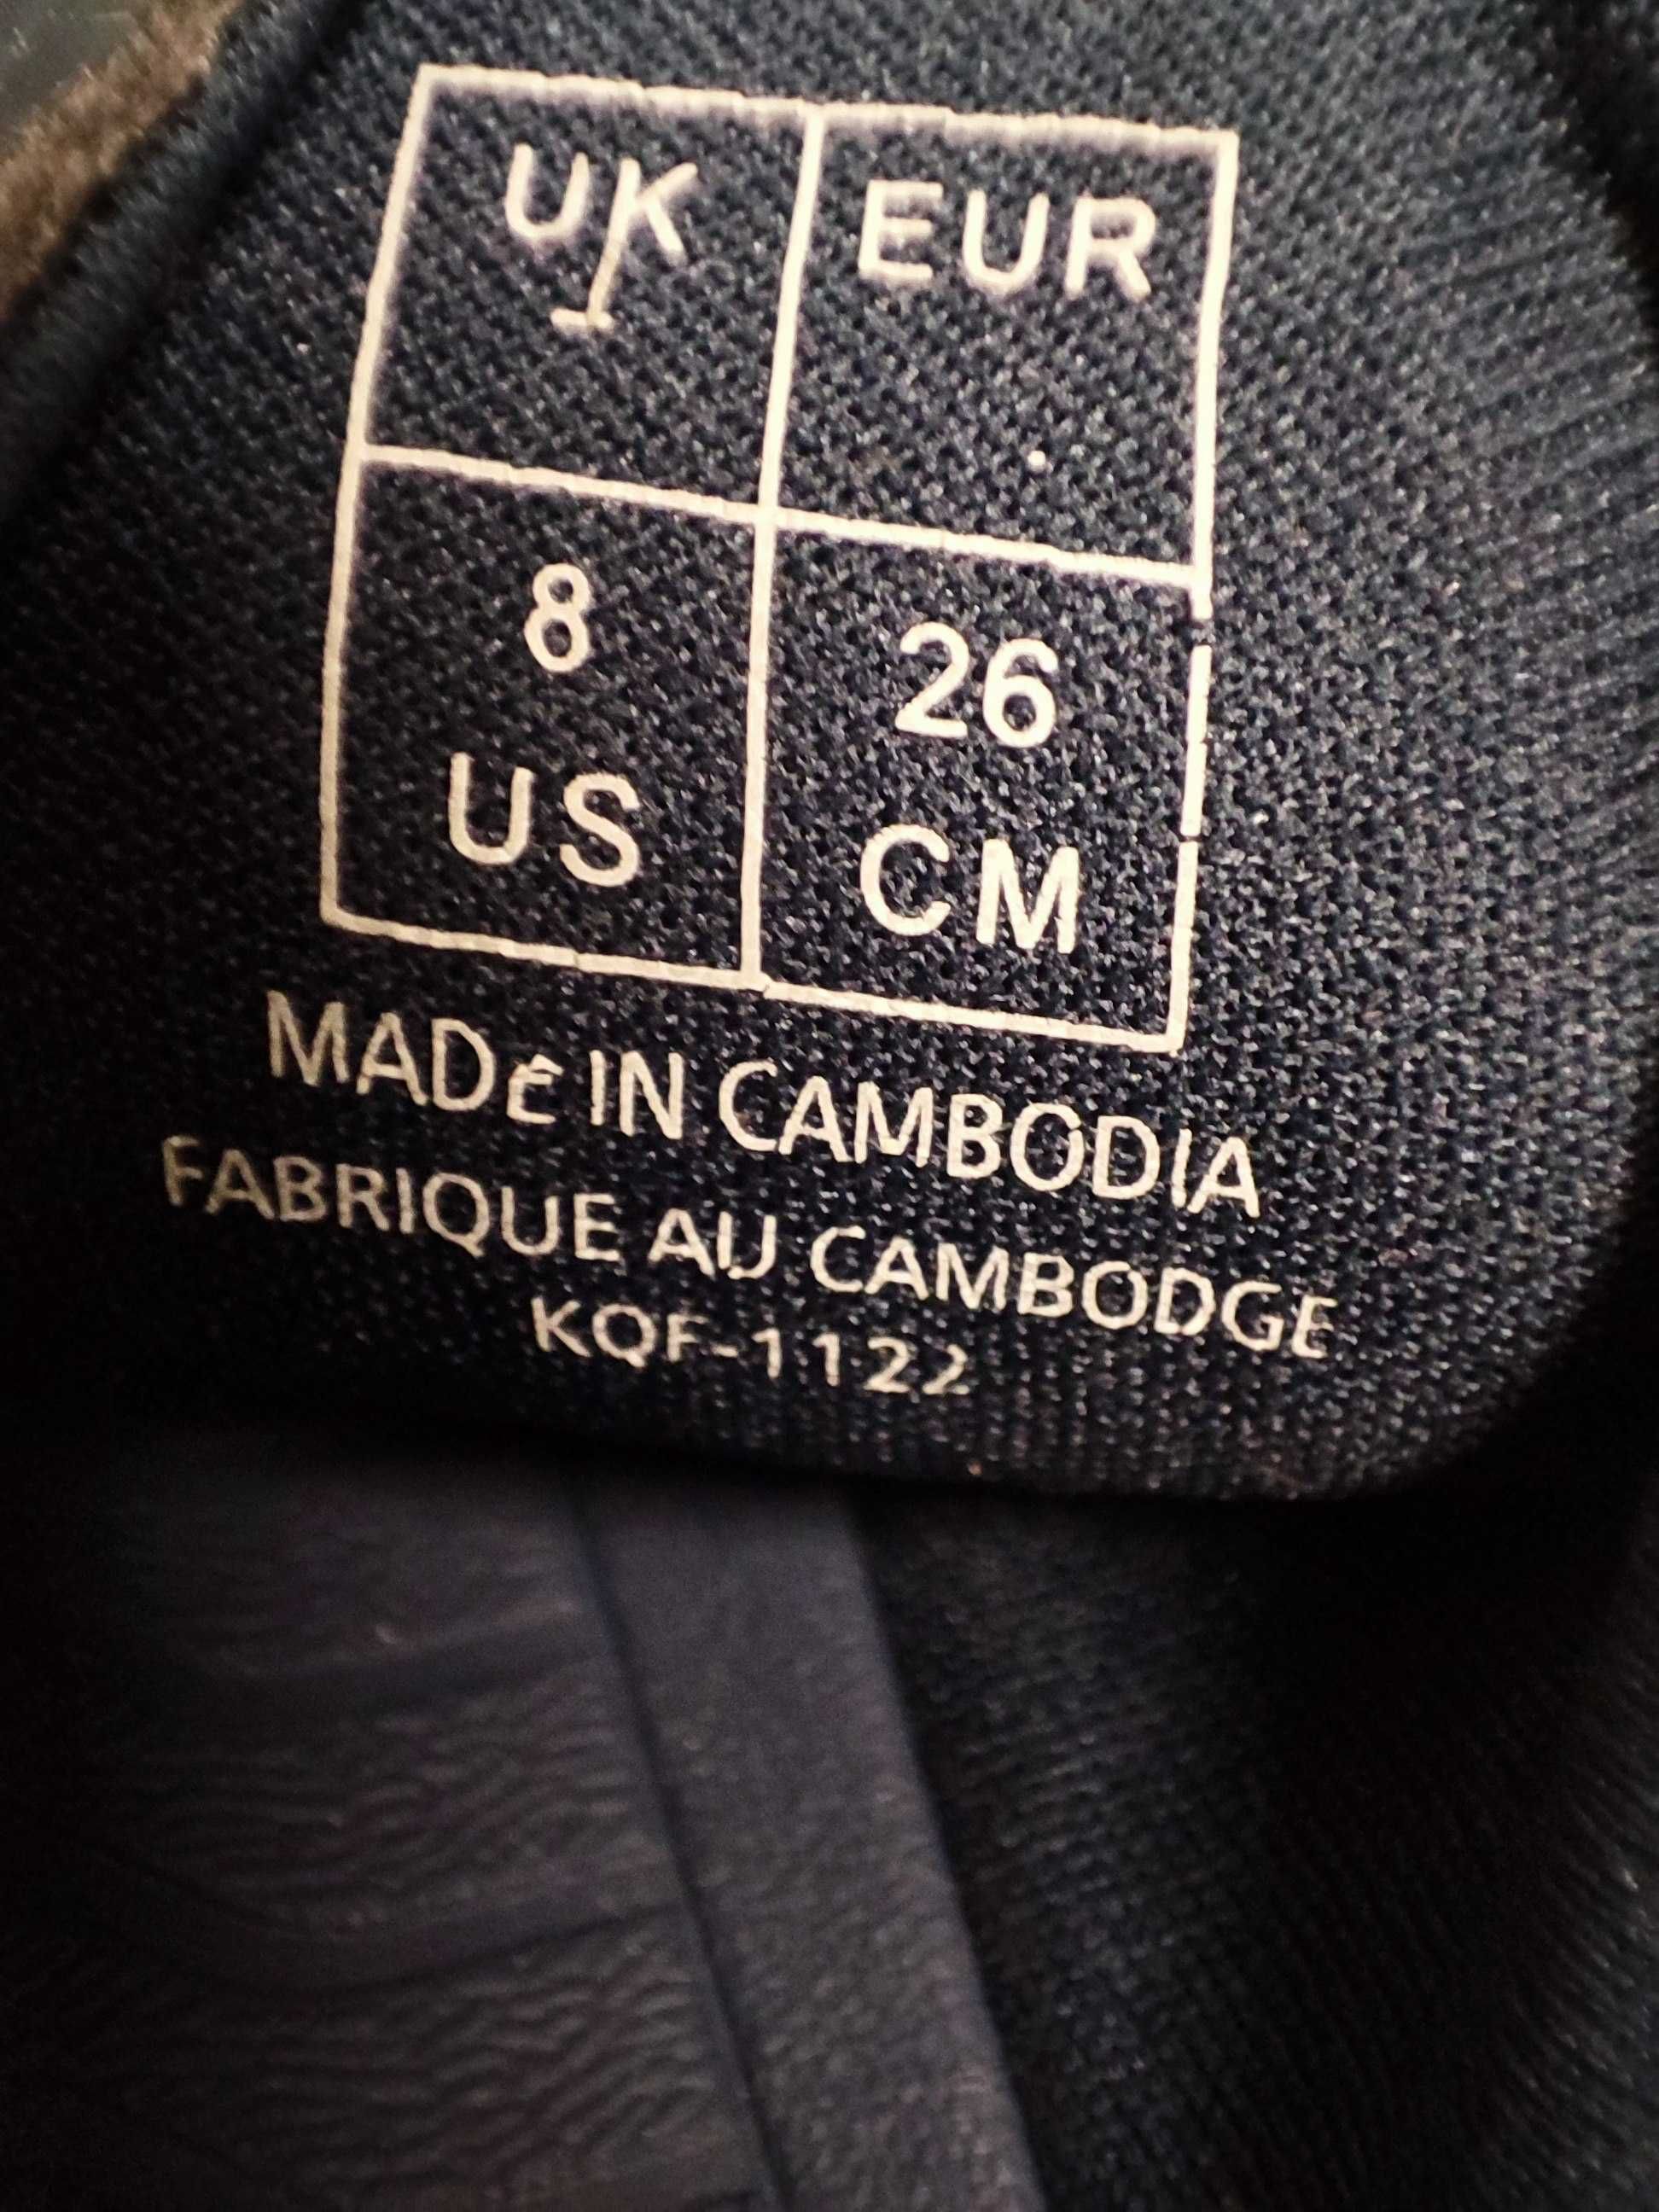 UK EUR
8 26
US CM
MADE IN CAMBODIA
FABRIQUE AU CAMBODGE
KQF-1122